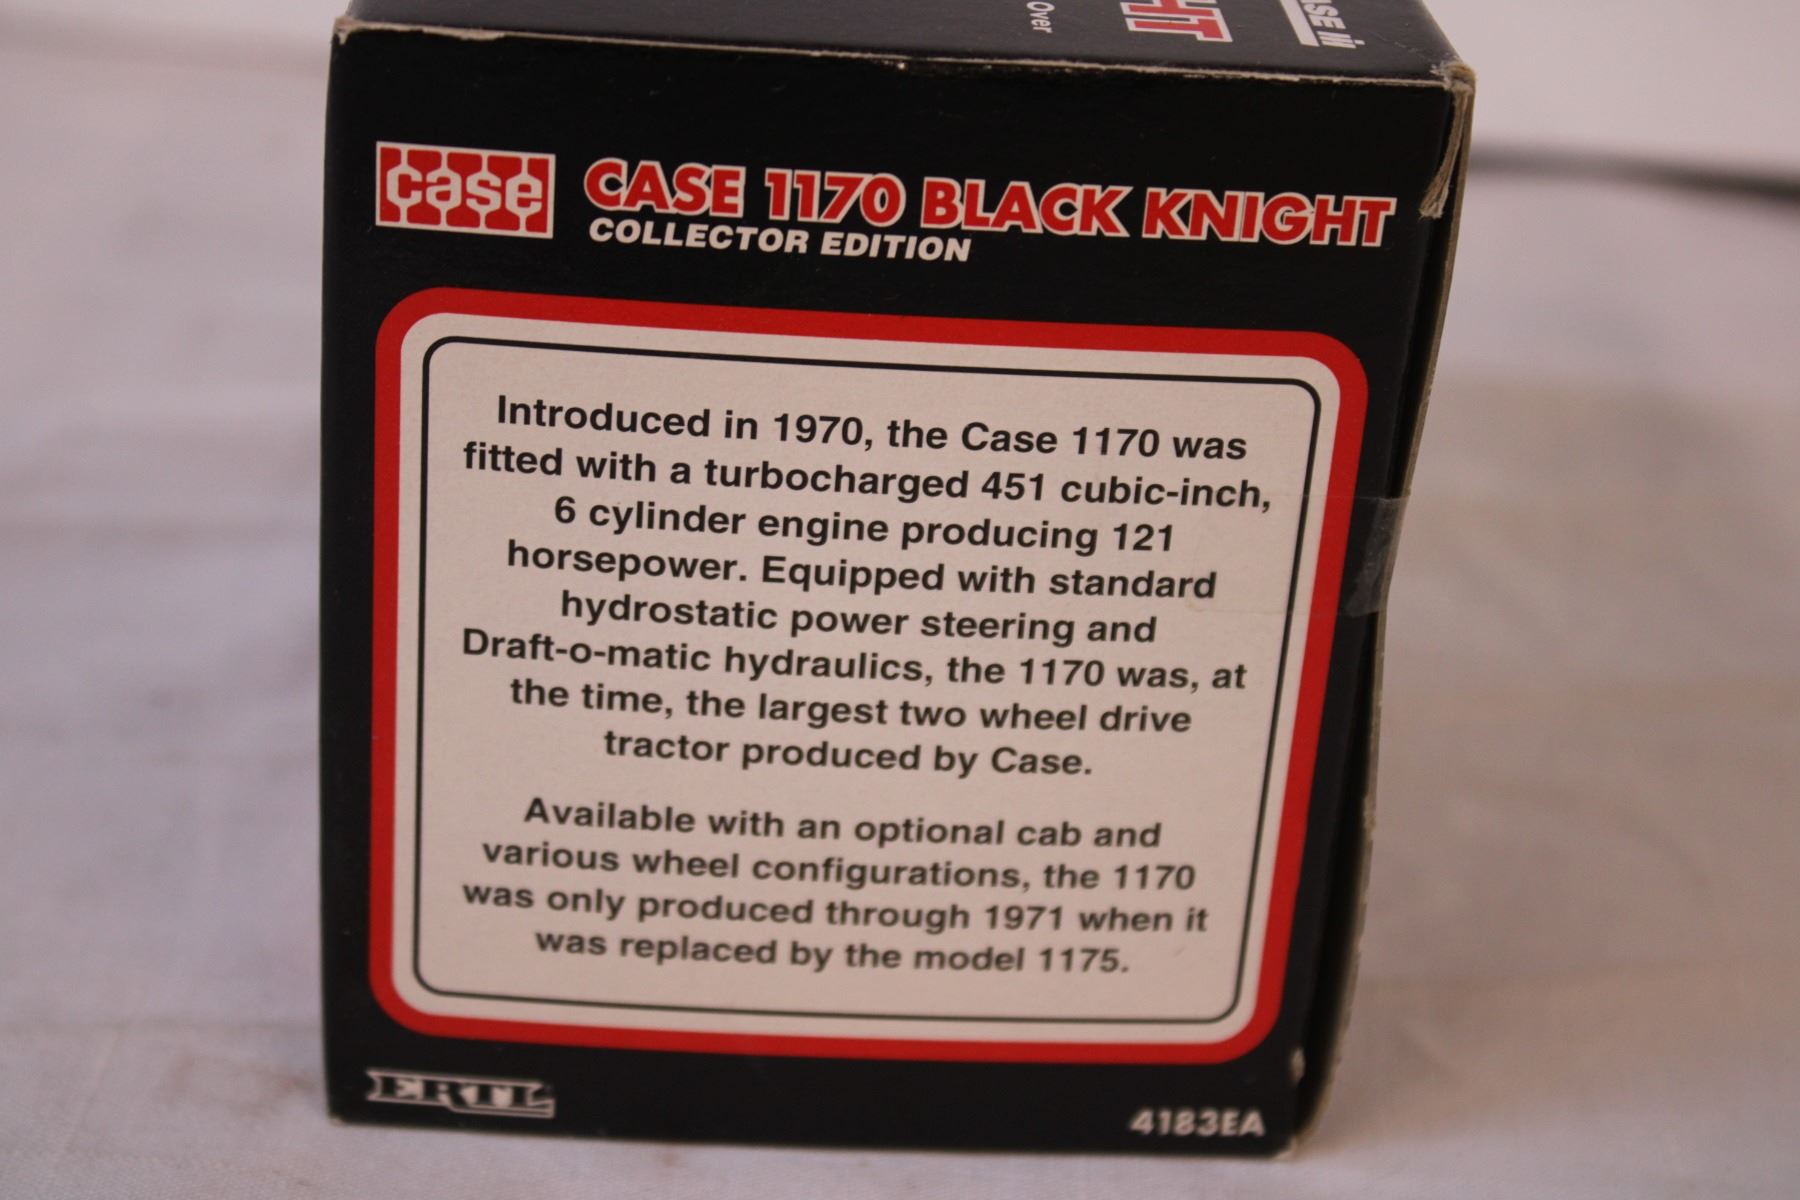 Over
HT
ASE III
case
CASE 1170 BLACK KNIGHT
COLLECTOR EDITION
Introduced in 1970, the Case 1170 was
fitted with a turbocharged 451 cubic-inch,
6 cylinder engine producing 121
horsepower. Equipped with standard
hydrostatic power steering and
Draft-o-matic hydraulics, the 1170 was, at
the time, the largest two wheel drive
tractor produced by Case.
Available with an optional cab and
various wheel configurations, the 1170
was only produced through 1971 when it
was replaced by the model 1175.
ERTL
4183EA